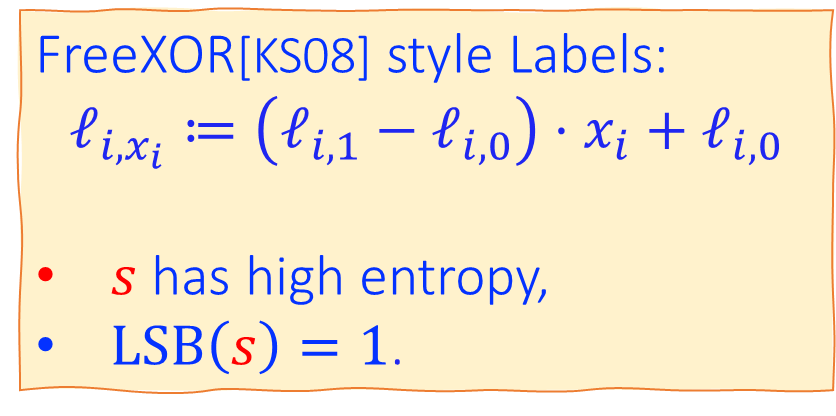 FreeXOR[KS08] style Labels:
ℓ_{i,x_i} ≔ (ℓ_{i,1} − ℓ_{i,0}) · x_i + ℓ_{i,0}
• s has high entropy,
• LSB(s) = 1.